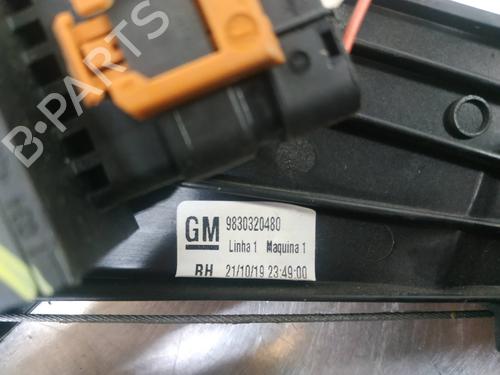 B-PARTS
GM 9830320480
Linha 1 Maquina 1
RH 21/10/19 23:49:00